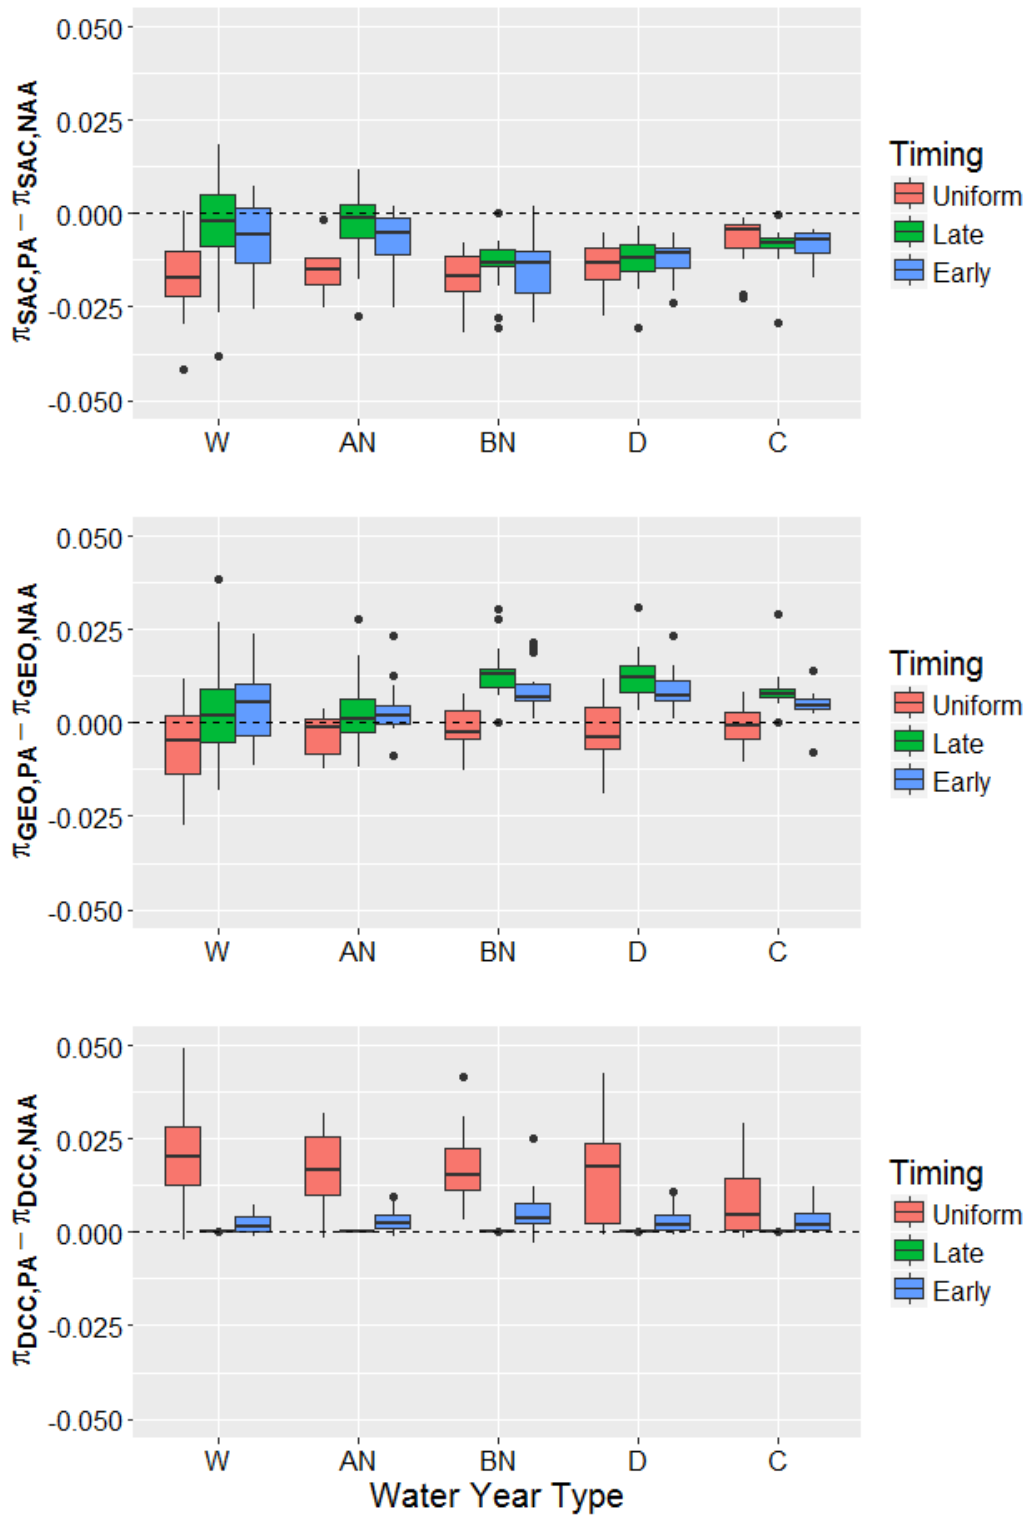 0.050
0.025
0.000
-0.025
-0.050
πSAC,PA − πSAC,NAA
W AN BN D C
Timing
Uniform
Late
Early
0.050
0.025
0.000
-0.025
-0.050
πGEO,PA − πGEO,NAA
W AN BN D C
Timing
Uniform
Late
Early
0.050
0.025
0.000
-0.025
-0.050
πDCC,PA − πDCC,NAA
W AN BN D C
Water Year Type
Timing
Uniform
Late
Early